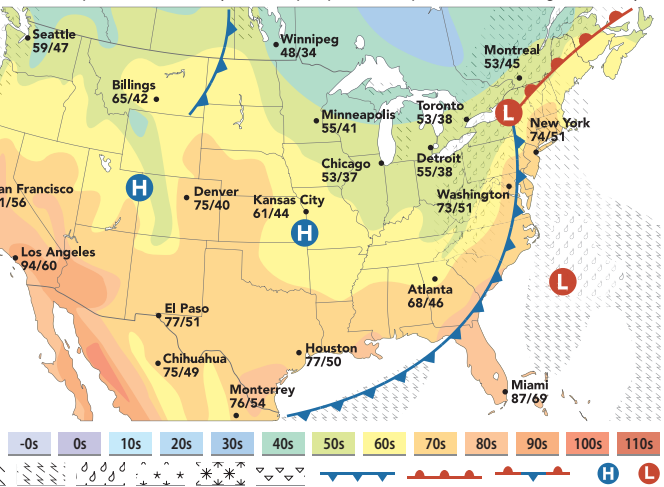 Seattle
59/47
Winnipeg
48/34
Montreal
53/45
Billings
65/42
Minneapolis
55/41
Toronto
53/38
L
New York
74/51
Chicago
53/37
Detroit
55/38
an Francisco
1/56
H
Denver
75/40
Kansas City
61/44
H
Washington
73/51
Los Angeles
94/60
Atlanta
68/46
L
El Paso
77/51
Chihuahua
75/49
Houston
77/50
Monterrey
76/54
Miami
87/69
-0s 0s 10s 20s 30s 40s 50s 60s 70s 80s 90s 100s 110s
H L